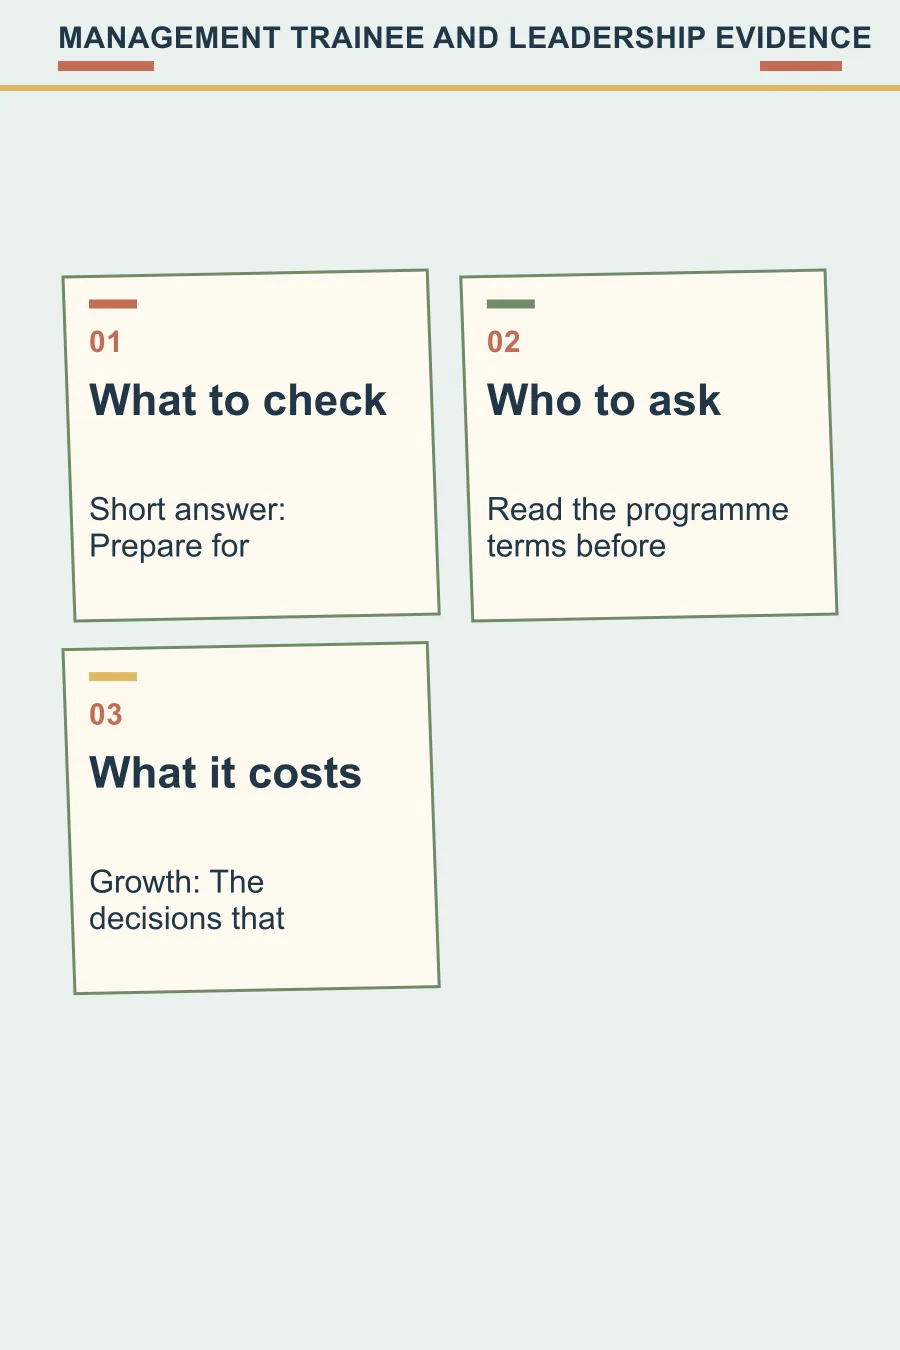 MANAGEMENT TRAINEE AND LEADERSHIP EVIDENCE
01
What to check
Short answer:
Prepare for
02
Who to ask
Read the programme
terms before
03
What it costs
Growth: The
decisions that